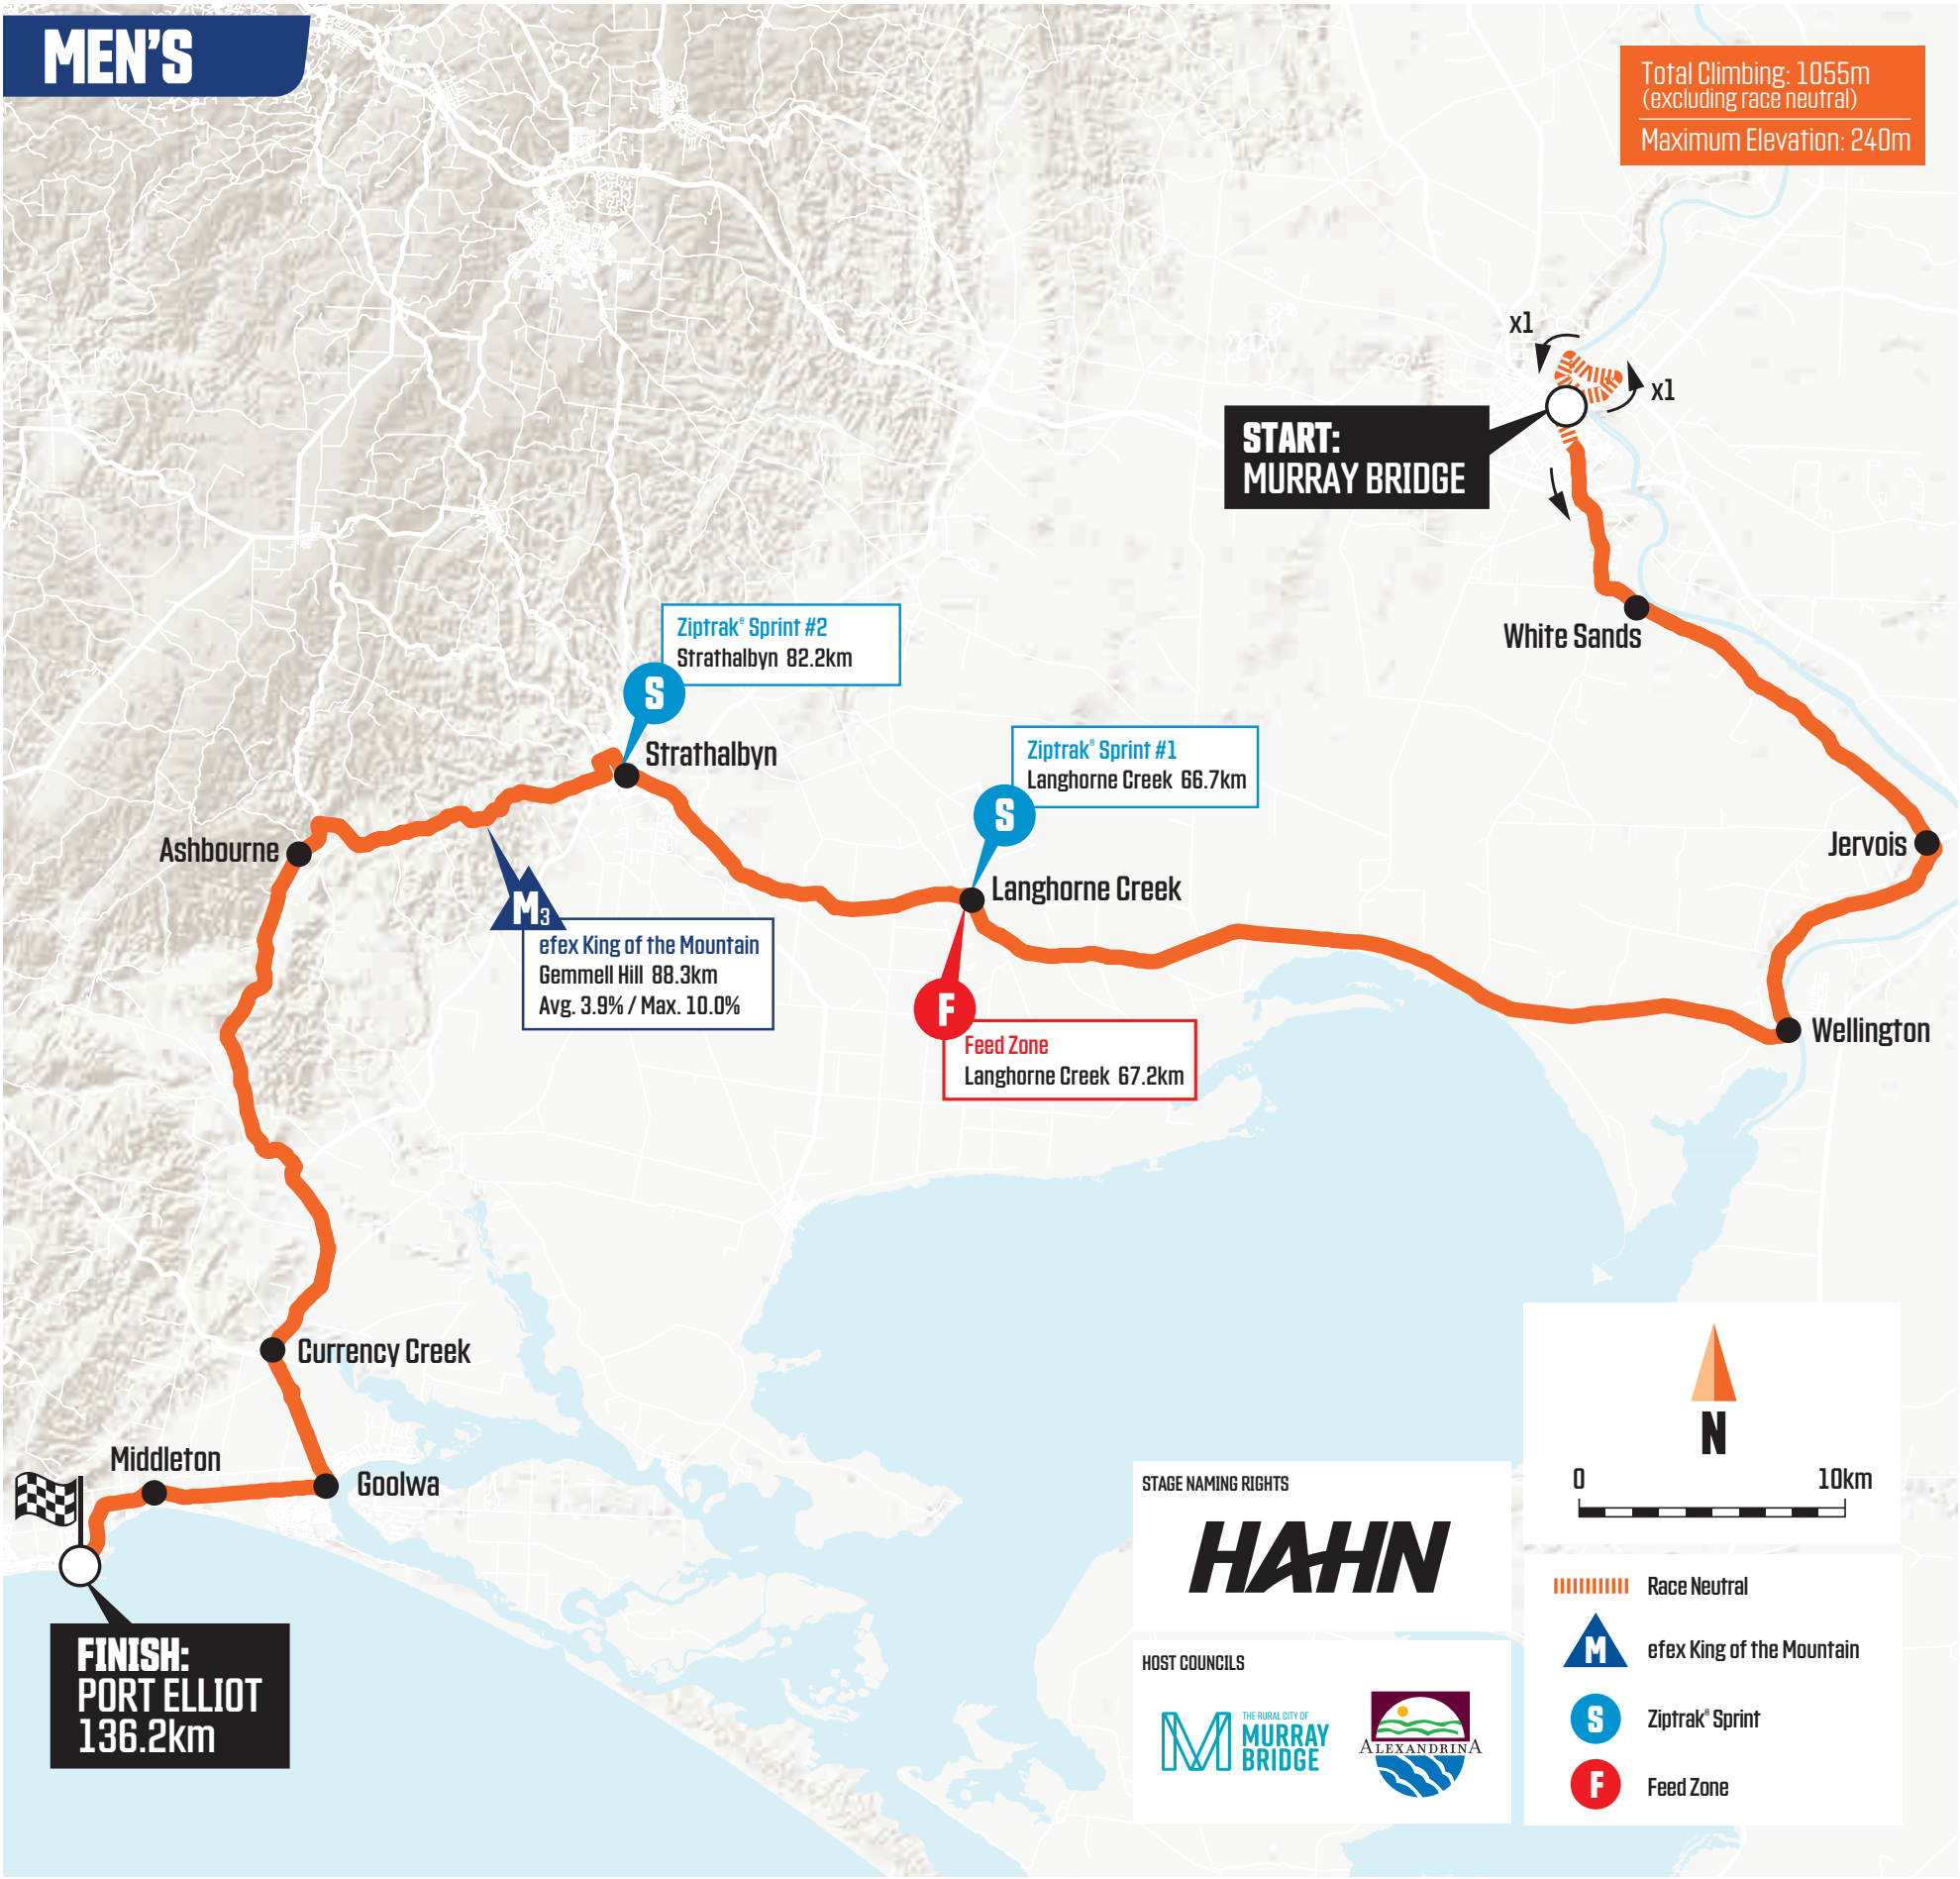 MEN'S
Total Climbing: 1055m
(excluding race neutral)
Maximum Elevation: 240m
x1
x1
START:
MURRAY BRIDGE
White Sands
Ziptrak® Sprint #2
Strathalbyn 82.2km
S
Strathalbyn
Ziptrak® Sprint #1
Langhorne Creek 66.7km
S
Jervois
Ashbourne
Langhorne Creek
M3
efex King of the Mountain
Gemmell Hill 88.3km
Avg. 3.9% / Max. 10.0%
F
Feed Zone
Langhorne Creek 67.2km
Wellington
Currency Creek
Middleton
Goolwa
FINISH:
PORT ELLIOT
136.2km
N
0 10km
STAGE NAMING RIGHTS
HAHN
HOST COUNCILS
M
THE RURAL CITY OF
MURRAY
BRIDGE
ALEXANDRINA
Race Neutral
M efex King of the Mountain
S Ziptrak® Sprint
F Feed Zone